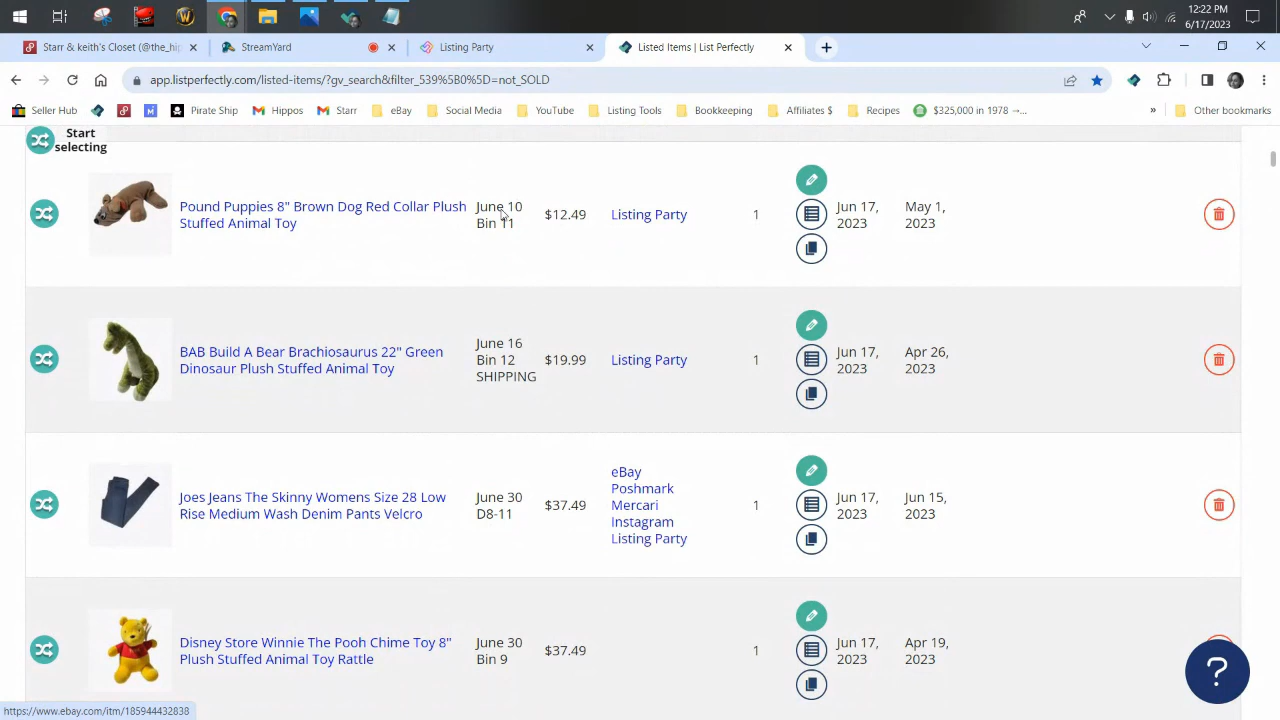 12:22 PM
6/17/2023
Starr & keith's Closet (@the_hip
StreamYard
Listing Party
Listed Items | List Perfectly
app.listperfectly.com/listed-items/?gv_search&filter_539%5B0%5D=not_SOLD
Seller Hub
Pirate Ship
Hippos
Starr
eBay
Social Media
YouTube
Listing Tools
Bookkeeping
Affiliates $
Recipes
$325,000 in 1978 →...
»
Other bookmarks
Start
selecting
Pound Puppies 8" Brown Dog Red Collar Plush
Stuffed Animal Toy
June 10
Bin 11
$12.49
Listing Party
1
Jun 17,
2023
May 1,
2023
BAB Build A Bear Brachiosaurus 22" Green
Dinosaur Plush Stuffed Animal Toy
June 16
Bin 12
SHIPPING
$19.99
Listing Party
1
Jun 17,
2023
Apr 26,
2023
Joes Jeans The Skinny Womens Size 28 Low
Rise Medium Wash Denim Pants Velcro
June 30
D8-11
$37.49
eBay
Poshmark
Mercari
Instagram
Listing Party
1
Jun 17,
2023
Jun 15,
2023
Disney Store Winnie The Pooh Chime Toy 8"
Plush Stuffed Animal Toy Rattle
June 30
Bin 9
$37.49
1
Jun 17,
2023
Apr 19,
2023
?
https://www.ebay.com/itm/185944432838